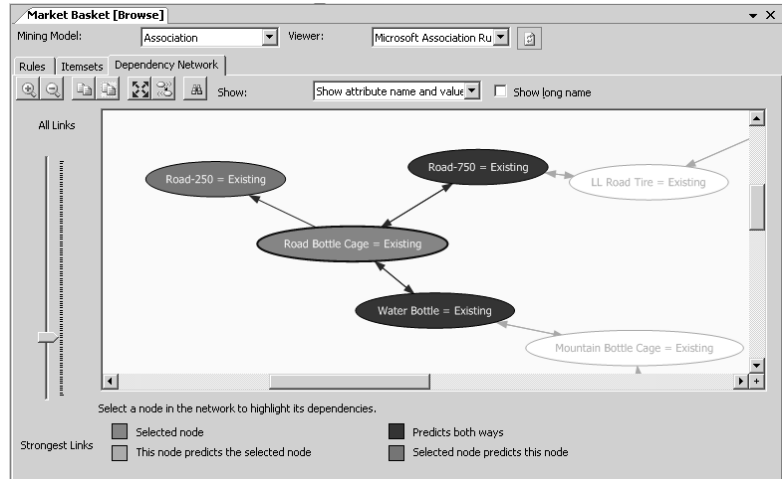 Market Basket [Browse]
Mining Model: Association Viewer: Microsoft Association Ru
Rules Itemsets Dependency Network
Show: Show attribute name and value Show long name
All Links
Road-250 = Existing
Road-750 = Existing
LL Road Tire = Existing
Road Bottle Cage = Existing
Water Bottle = Existing
Mountain Bottle Cage = Existing
Select a node in the network to highlight its dependencies.
Strongest Links
Selected node
Predicts both ways
This node predicts the selected node
Selected node predicts this node